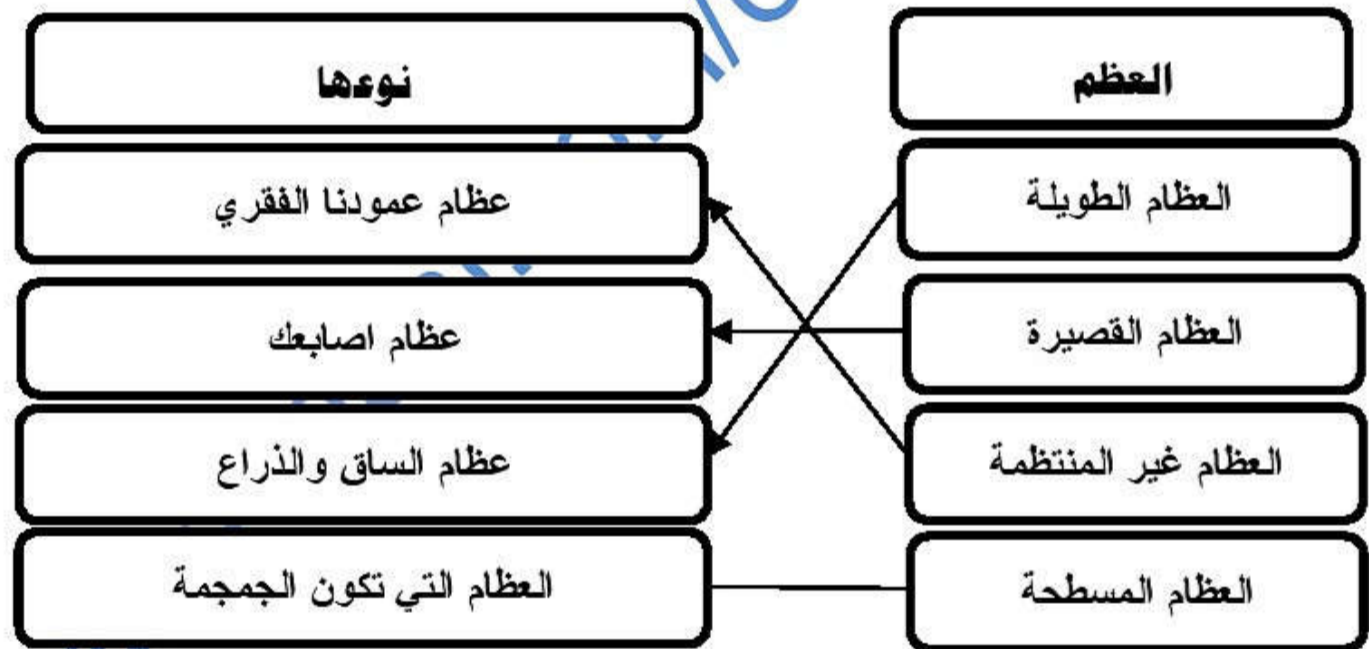 العظم
نوعها
العظام الطويلة
عظام عمودنا الفقري
العظام القصيرة
عظام اصابعك
العظام غير المنتظمة
عظام الساق والذراع
العظام المسطحة
العظام التي تكون الجمجمة